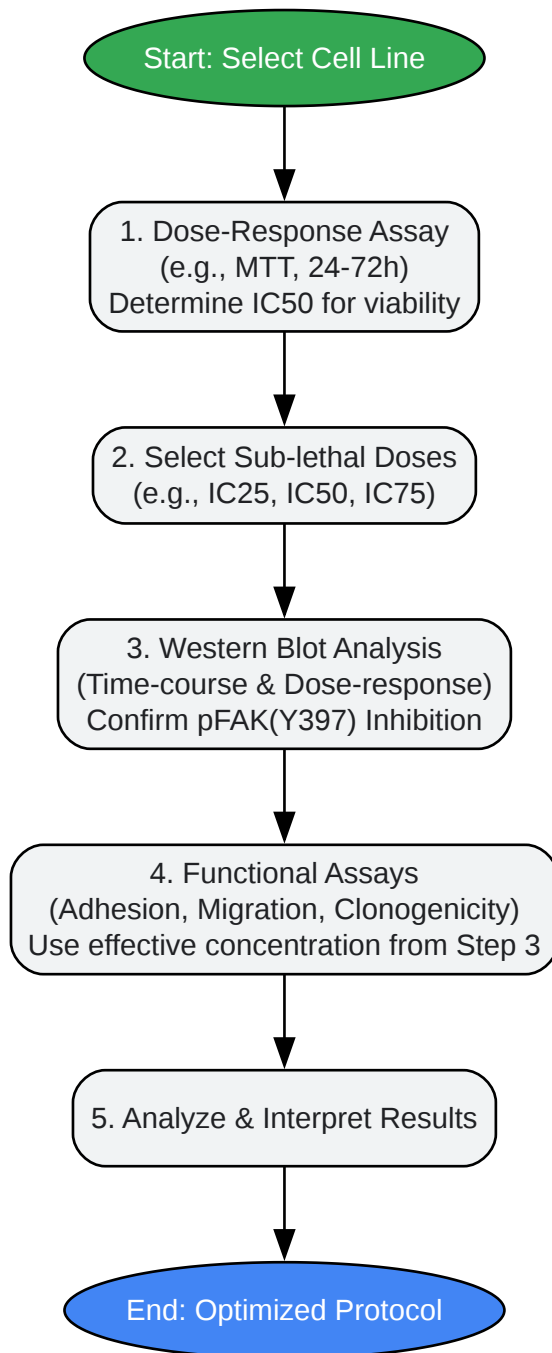 Start: Select Cell Line
1. Dose-Response Assay
(e.g., MTT, 24-72h)
Determine IC50 for viability
2. Select Sub-lethal Doses
(e.g., IC25, IC50, IC75)
3. Western Blot Analysis
(Time-course & Dose-response)
Confirm pFAK(Y397) Inhibition
4. Functional Assays
(Adhesion, Migration, Clonogenicity)
Use effective concentration from Step 3
5. Analyze & Interpret Results
End: Optimized Protocol